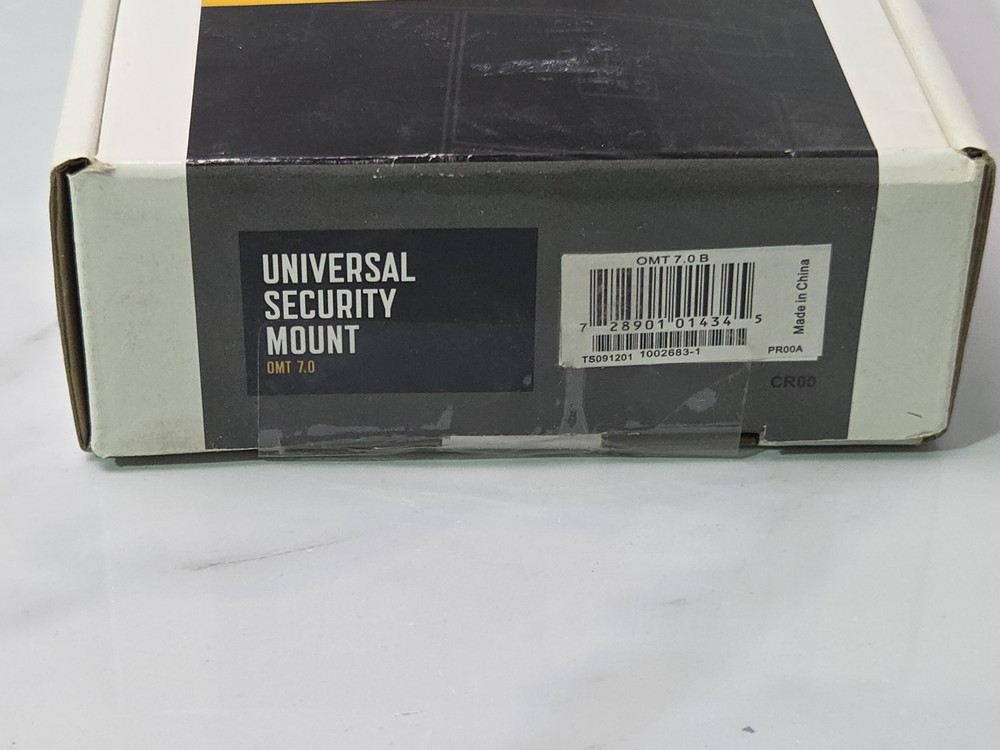 UNIVERSAL
SECURITY
MOUNT
OMT 7.0
OMT 7.0 B
7 28901 01434 5
TS091201 1002683-1
PR00A
Made in China
CR00